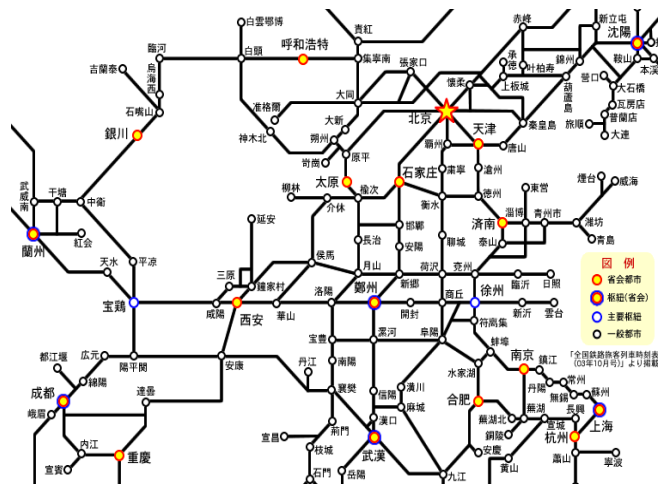 白雲鄂博
貴紅
赤峰
新立屯
沈陽
臨河
白頭
呼和浩特
集寧南
張家口
承徳
葉柏寿
錦州
鞍山
本渓
吉蘭泰
烏海西
懐柔
上板城
葫蘆島
営口
大石橋
瓦房店
普蘭店
大連
旅順
石嘴山
准格爾
大同
大新
北京
秦皇島
銀川
神木北
朔州
覇州
天津
唐山
岢崗
原平
太原
石家庄
粛寧
滄州
武威南
干塘
中衛
柳林
介休
楡次
衡水
徳州
東営
煙台
威海
済南
淄博
青州市
濰坊
蘭州
紅会
延安
邯鄲
泰山
青島
長治
安陽
聊城
侯馬
天水
平凉
三原
鐘家村
月山
新郷
荷沢
兗州
臨沂
日照
図 例
省会都市
枢紐(省会)
主要枢紐
一般都市
宝鶏
咸陽
西安
華山
洛陽
鄭州
開封
商丘
徐州
新沂
雲台
符高集
宝豊
漯河
阜陽
蚌埠
都江堰
広元
陽平関
安康
南陽
水家湖
南京
鎮江
「全国鉄路旅客列車時刻表
(03年10月号)」より掲載
成都
綿陽
達曇
丹江
襄樊
信陽
潢川
麻城
合肥
丹陽
常州
無錫
蘇州
峨眉
荊門
漢口
蕪湖北
蕪湖
宣城
長興
上海
内江
宜賓
重慶
宜昌
枝城
石門
武漢
岳陽
銅陵
安慶
黄山
杭州
蕭山
寧波
九江